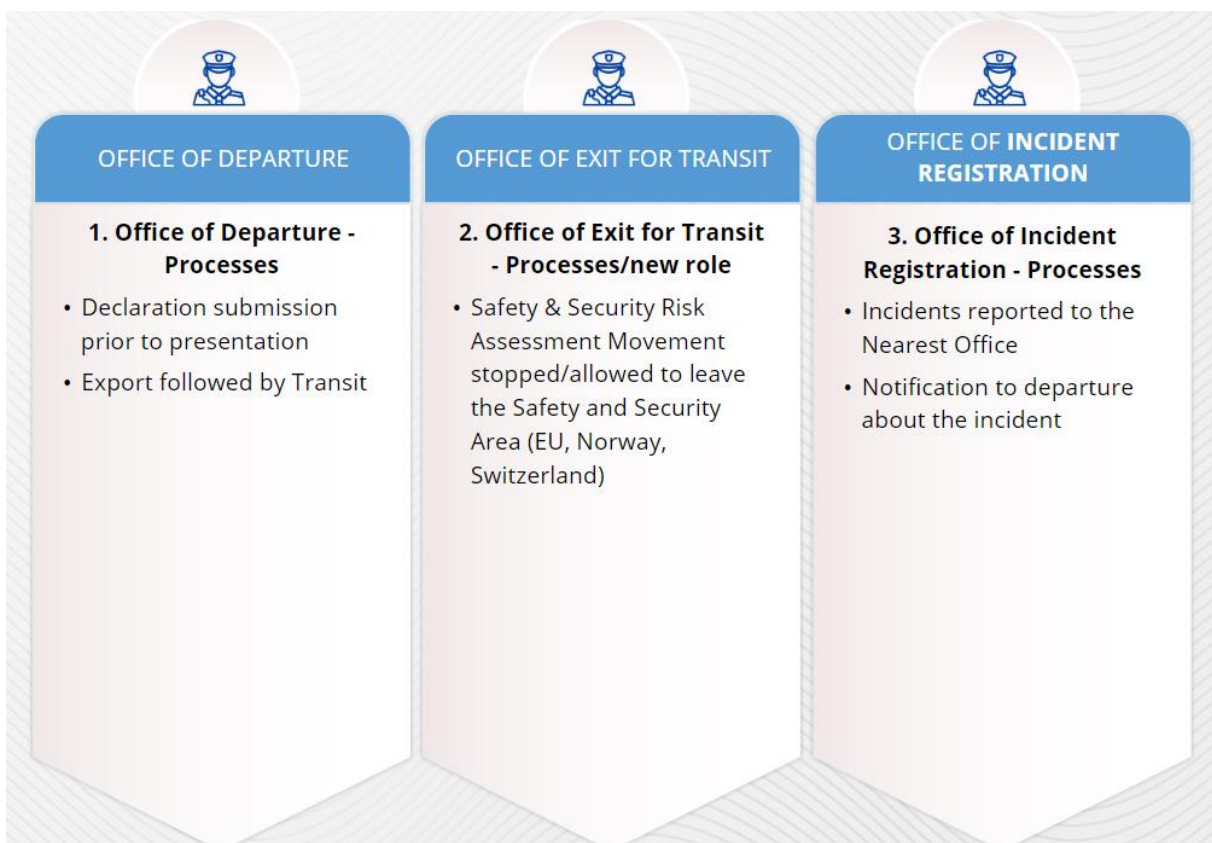 OFFICE OF DEPARTURE
1. Office of Departure -
Processes
• Declaration submission
prior to presentation
• Export followed by Transit
OFFICE OF EXIT FOR TRANSIT
2. Office of Exit for Transit
- Processes/new role
• Safety & Security Risk
Assessment Movement
stopped/allowed to leave
the Safety and Security
Area (EU, Norway,
Switzerland)
OFFICE OF INCIDENT
REGISTRATION
3. Office of Incident
Registration - Processes
• Incidents reported to the
Nearest Office
• Notification to departure
about the incident